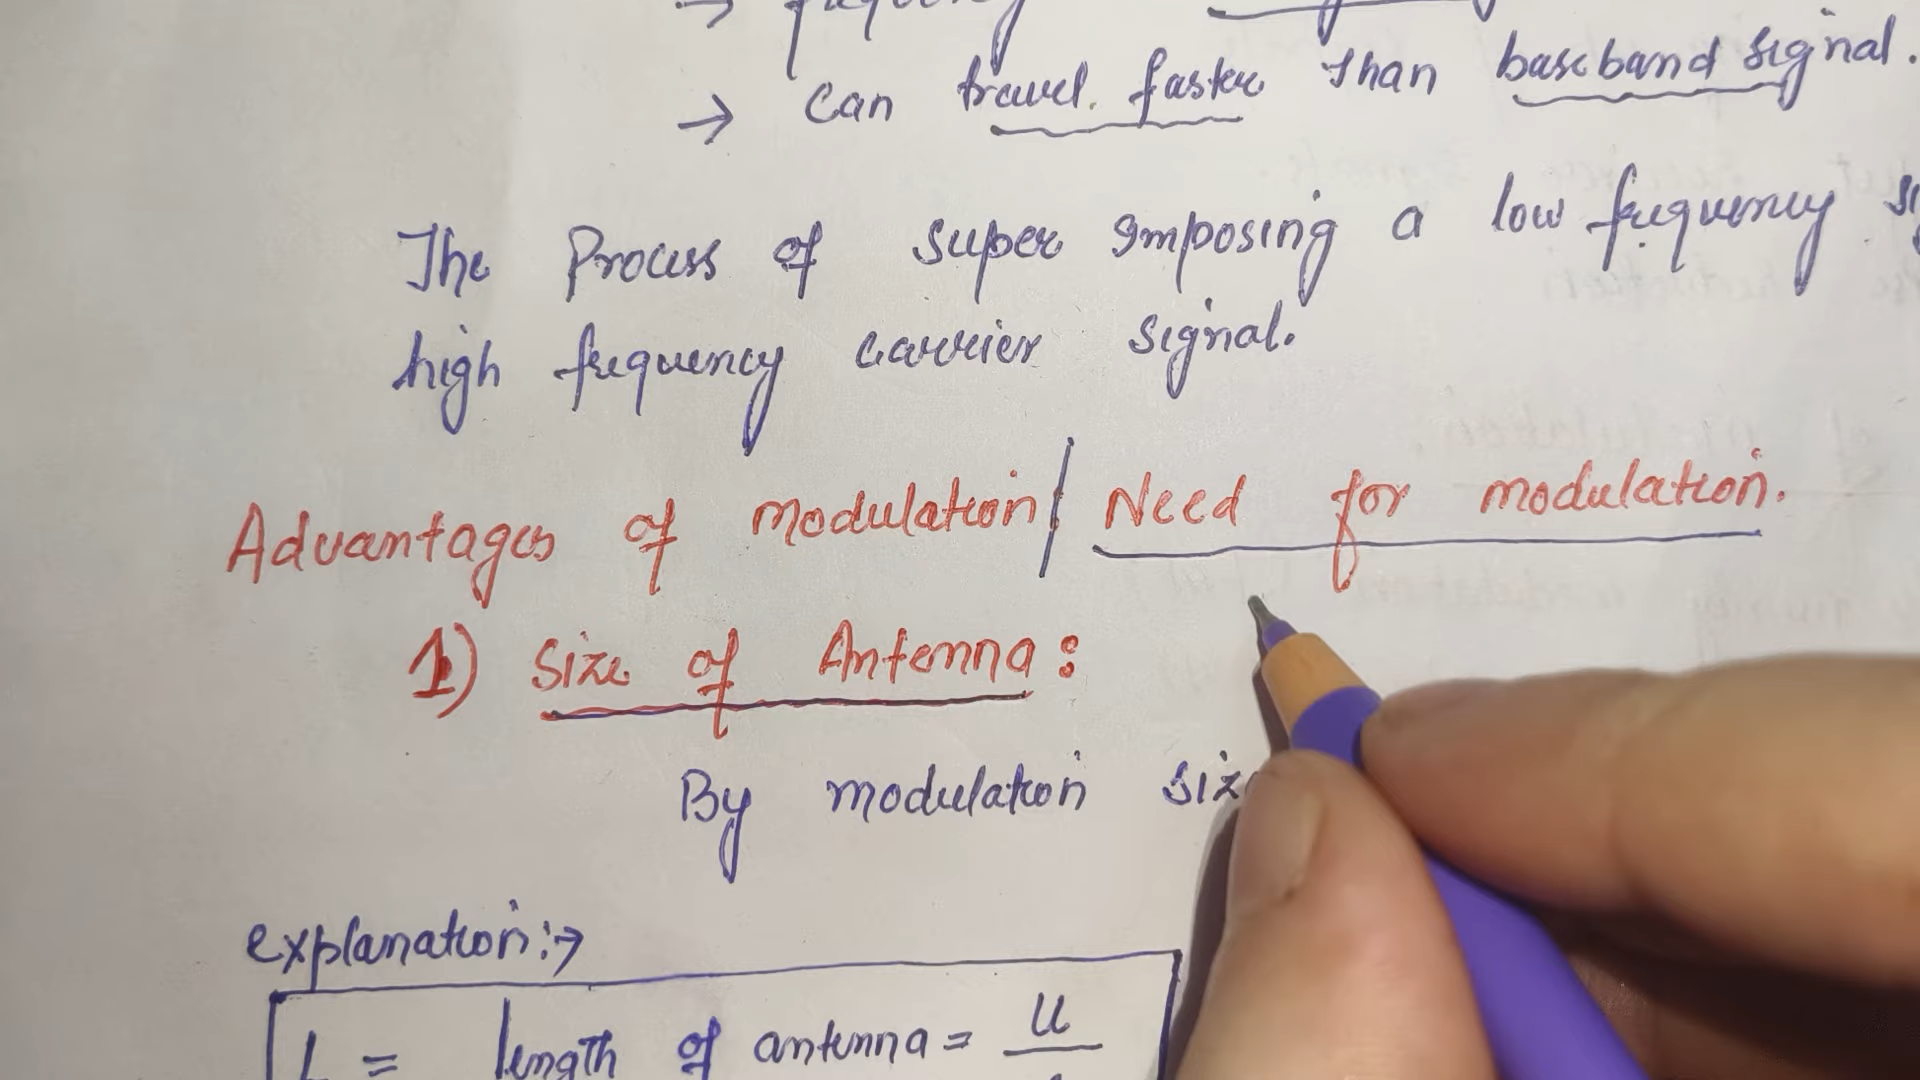 → frequency
→ can travel faster than baseband signal.
The Process of super Imposing a low frequency
high frequency carrier signal.
Advantages of modulation / Need for modulation.
1) Size of Antenna:
By modulation
explanation:→
L = length of antenna = u